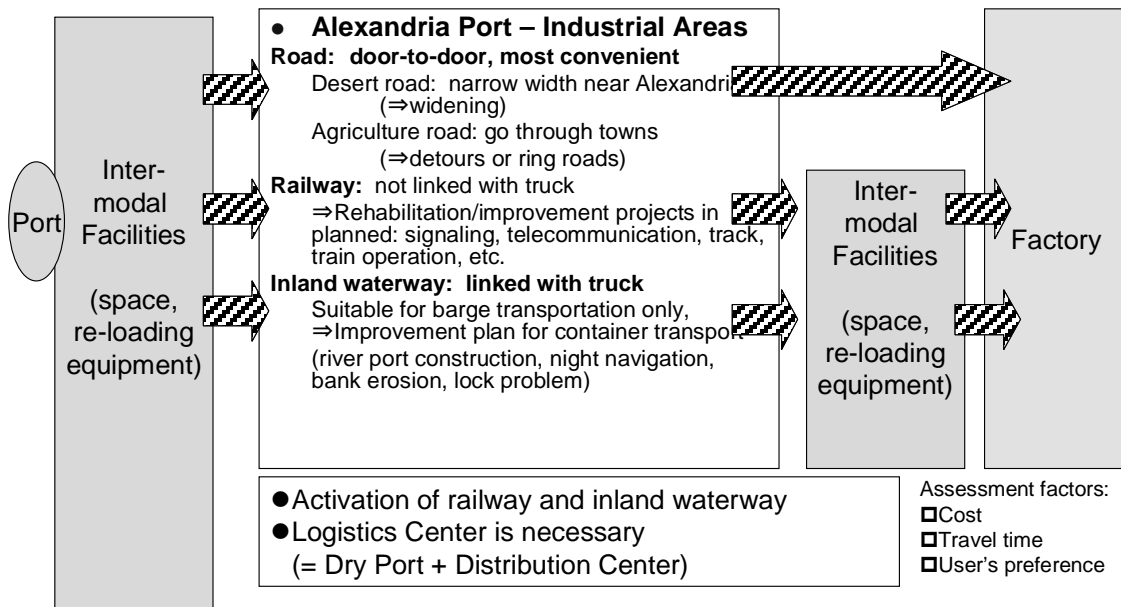 Port
Inter-
modal
Facilities
(space,
re-loading
equipment)
● Alexandria Port – Industrial Areas
Road: door-to-door, most convenient
Desert road: narrow width near Alexandri
(⇒widening)
Agriculture road: go through towns
(⇒detours or ring roads)
Railway: not linked with truck
⇒Rehabilitation/improvement projects in
planned: signaling, telecommunication, track,
train operation, etc.
Inland waterway: linked with truck
Suitable for barge transportation only,
⇒Improvement plan for container transport
(river port construction, night navigation,
bank erosion, lock problem)
Inter-
modal
Facilities
(space,
re-loading
equipment)
Factory
●Activation of railway and inland waterway
●Logistics Center is necessary
(= Dry Port + Distribution Center)
Assessment factors:
Cost
Travel time
User's preference